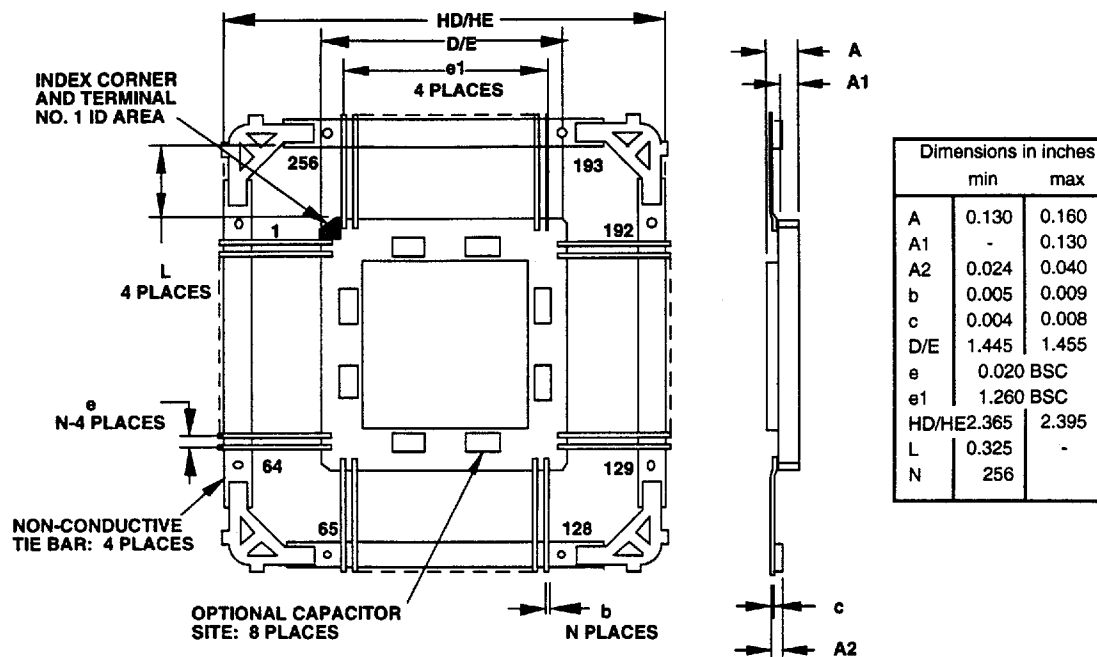 HD/HE
D/E
e1
4 PLACES
INDEX CORNER
AND TERMINAL
NO. 1 ID AREA
A
A1
256
193
1
192
L
4 PLACES
e
N-4 PLACES
64
129
65
128
NON-CONDUCTIVE
TIE BAR: 4 PLACES
OPTIONAL CAPACITOR
SITE: 8 PLACES
b
N PLACES
c
A2
Dimensions in inches
min max
A 0.130 0.160
A1 - 0.130
A2 0.024 0.040
b 0.005 0.009
c 0.004 0.008
D/E 1.445 1.455
e 0.020 BSC
e1 1.260 BSC
HD/HE 2.365 2.395
L 0.325 -
N 256